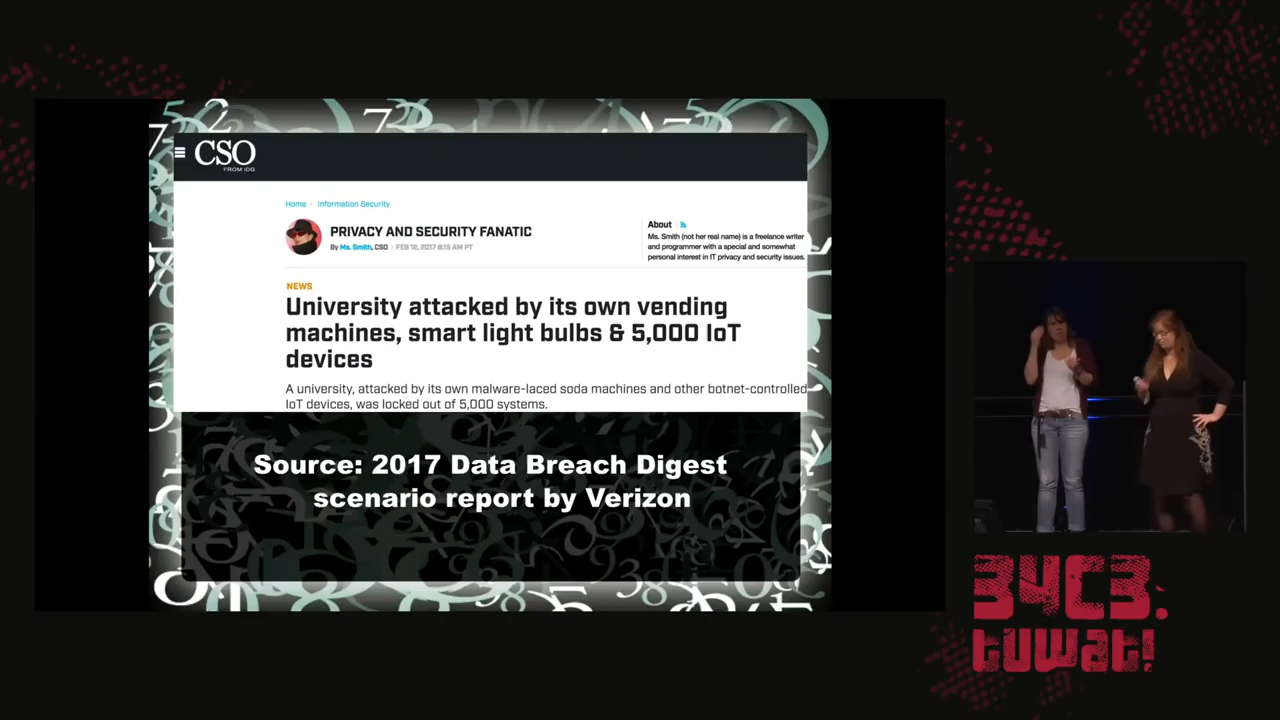 CSO
FROM IDG
Home > Information Security
PRIVACY AND SECURITY FANATIC
By Ms. Smith, CSO | FEB 12, 2017 8:15 AM PT
About
Ms. Smith (not her real name) is a freelance writer
and programmer with a special and somewhat
personal interest in IT privacy and security issues.
NEWS
University attacked by its own vending
machines, smart light bulbs & 5,000 IoT
devices
A university, attacked by its own malware-laced soda machines and other botnet-controlled
IoT devices, was locked out of 5,000 systems.
Source: 2017 Data Breach Digest
scenario report by Verizon
34C3.
tuwat!